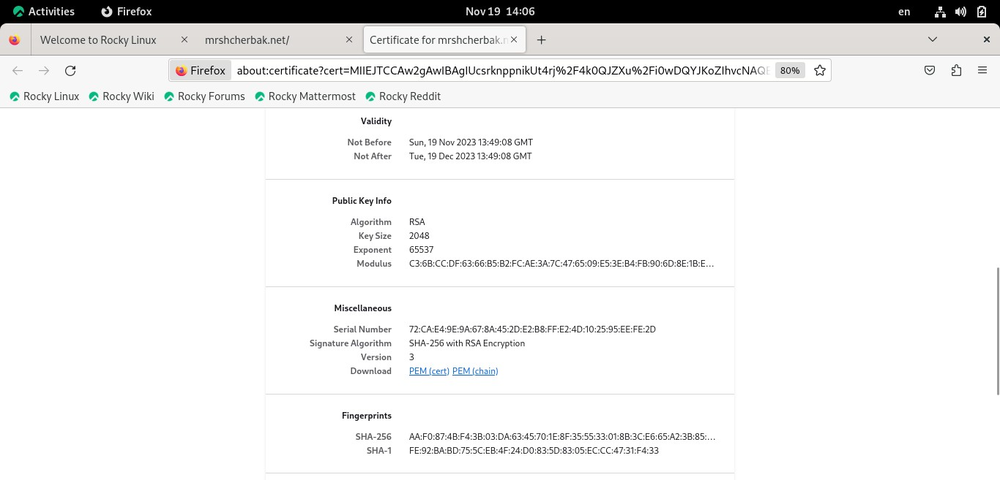 Activities Firefox Nov 19 14:06 en
Welcome to Rocky Linux mrshcherbak.net/ Certificate for mrshcherbak.n
Firefox about:certificate?cert=MIIEJTCCAw2gAwIBAgIUcsrknppnikUt4rj%2F4k0QJZXu%2Fi0wDQYJKoZIhvcNAQE 80%
Rocky Linux Rocky Wiki Rocky Forums Rocky Mattermost Rocky Reddit
Validity
Not Before Sun, 19 Nov 2023 13:49:08 GMT
Not After Tue, 19 Dec 2023 13:49:08 GMT
Public Key Info
Algorithm RSA
Key Size 2048
Exponent 65537
Modulus C3:6B:CC:DF:63:66:B5:B2:FC:AE:3A:7C:47:65:09:E5:3E:B4:FB:90:6D:8E:1B:E…
Miscellaneous
Serial Number 72:CA:E4:9E:9A:67:8A:45:2D:E2:B8:FF:E2:4D:10:25:95:EE:FE:2D
Signature Algorithm SHA-256 with RSA Encryption
Version 3
Download PEM (cert) PEM (chain)
Fingerprints
SHA-256 AA:F0:87:4B:F4:3B:03:DA:63:45:70:1E:8F:35:55:33:01:8B:3C:E6:65:A2:3B:85:…
SHA-1 FE:92:BA:BD:75:5C:EB:4F:24:D0:83:5D:83:05:EC:CC:47:31:F4:33